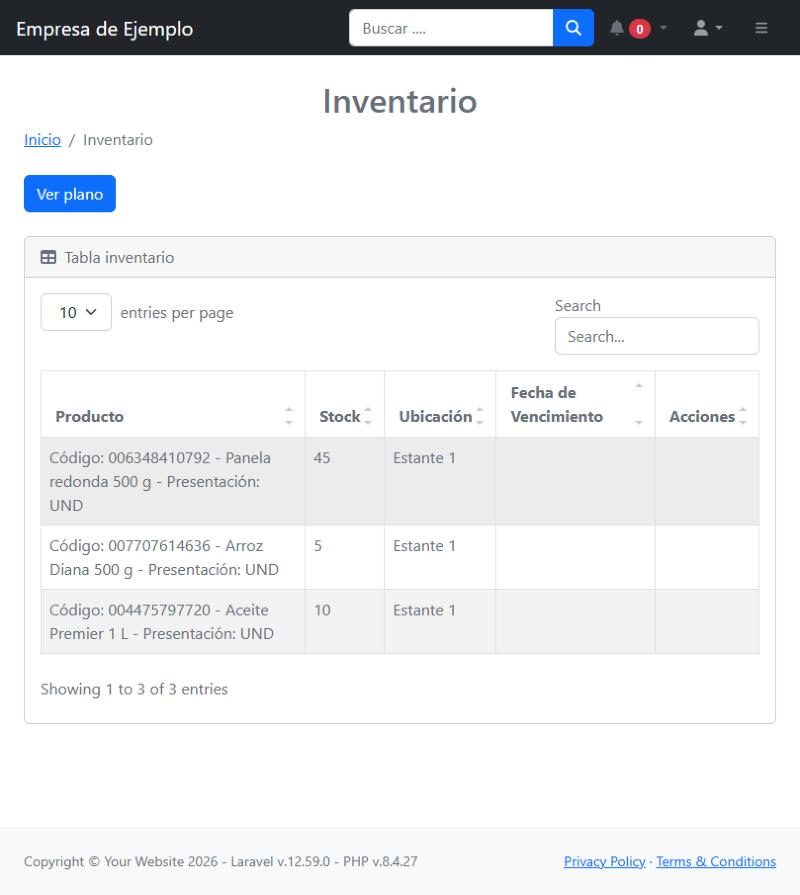 Empresa de Ejemplo
Buscar ....
0
Inventario
Inicio / Inventario
Ver plano
Tabla inventario
10 entries per page
Search
Search...
Producto Stock Ubicación Fecha de Vencimiento Acciones
Código: 006348410792 - Panela
redonda 500 g - Presentación:
UND
45
Estante 1
Código: 007707614636 - Arroz
Diana 500 g - Presentación: UND
5
Estante 1
Código: 004475797720 - Aceite
Premier 1 L - Presentación: UND
10
Estante 1
Showing 1 to 3 of 3 entries
Copyright © Your Website 2026 - Laravel v.12.59.0 - PHP v.8.4.27
Privacy Policy · Terms & Conditions